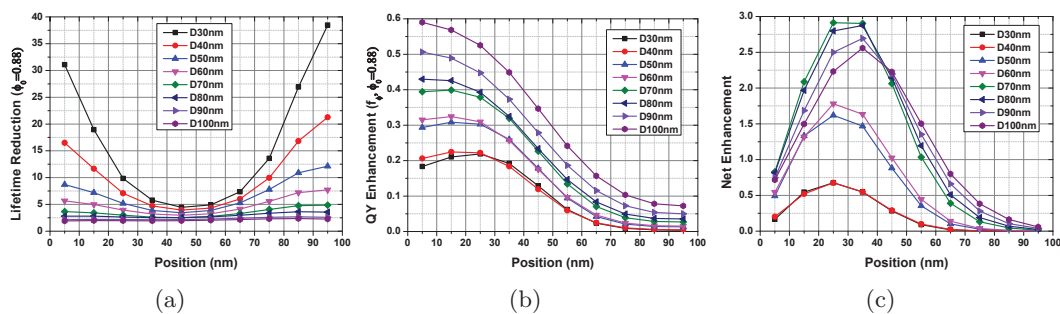 Lifetime Reduction (ϕ₀=0.88)
40
35
30
25
20
15
10
5
0
D30nm
D40nm
D50nm
D60nm
D70nm
D80nm
D90nm
D100nm
0 10 20 30 40 50 60 70 80 90 100
Position (nm)
(a)
QY Enhancement (f_ϕ, ϕ₀=0.88)
0.6
0.5
0.4
0.3
0.2
0.1
0.0
D30nm
D40nm
D50nm
D60nm
D70nm
D80nm
D90nm
D100nm
0 10 20 30 40 50 60 70 80 90 100
Position (nm)
(b)
Net Enhancement
3.0
2.5
2.0
1.5
1.0
0.5
0.0
D30nm
D40nm
D50nm
D60nm
D70nm
D80nm
D90nm
D100nm
0 10 20 30 40 50 60 70 80 90 100
Position (nm)
(c)